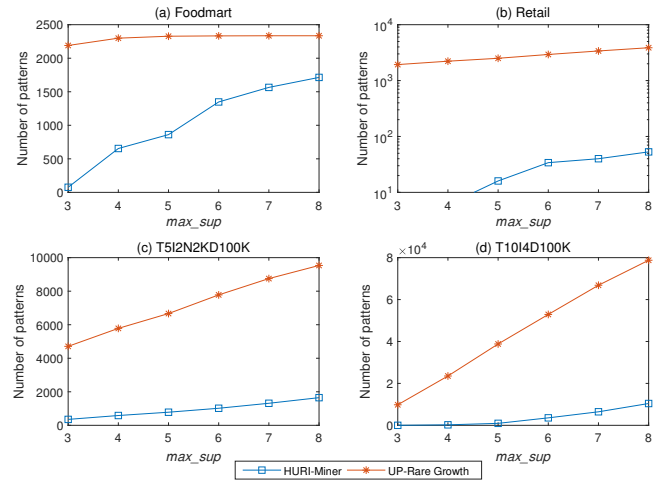 (a) Foodmart
Number of patterns
2500
2000
1500
1000
500
0
3 4 5 6 7 8
max_sup
(b) Retail
Number of patterns
10^4
10^3
10^2
10^1
3 4 5 6 7 8
max_sup
(c) T5I2N2KD100K
Number of patterns
10000
8000
6000
4000
2000
0
3 4 5 6 7 8
max_sup
(d) T10I4D100K
×10^4
Number of patterns
8
6
4
2
0
3 4 5 6 7 8
max_sup
HURI-Miner UP-Rare Growth